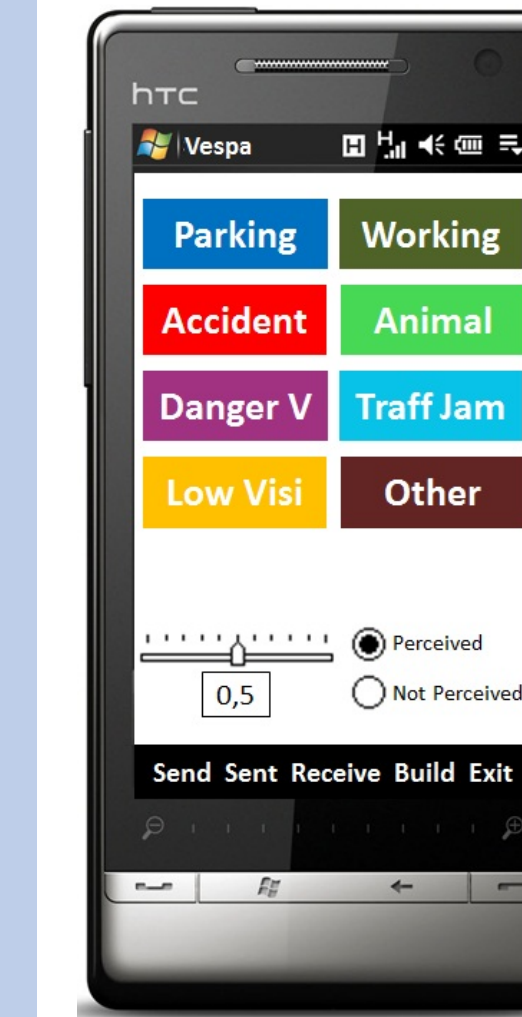 hTC
Vespa
Parking Working
Accident Animal
Danger V Traff Jam
Low Visi Other
Perceived
0,5 Not Perceived
Send Sent Receive Build Exit